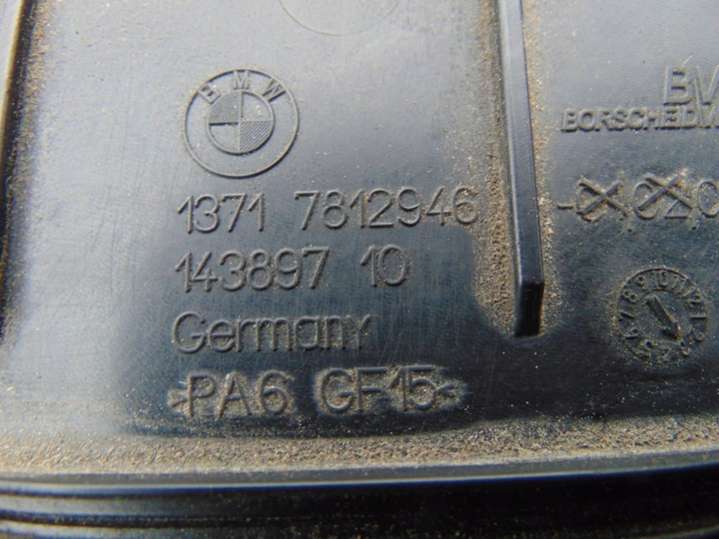 BMW
1371 7812946
143897 10
Germany
>PA6 GF15<
BORSCHEID